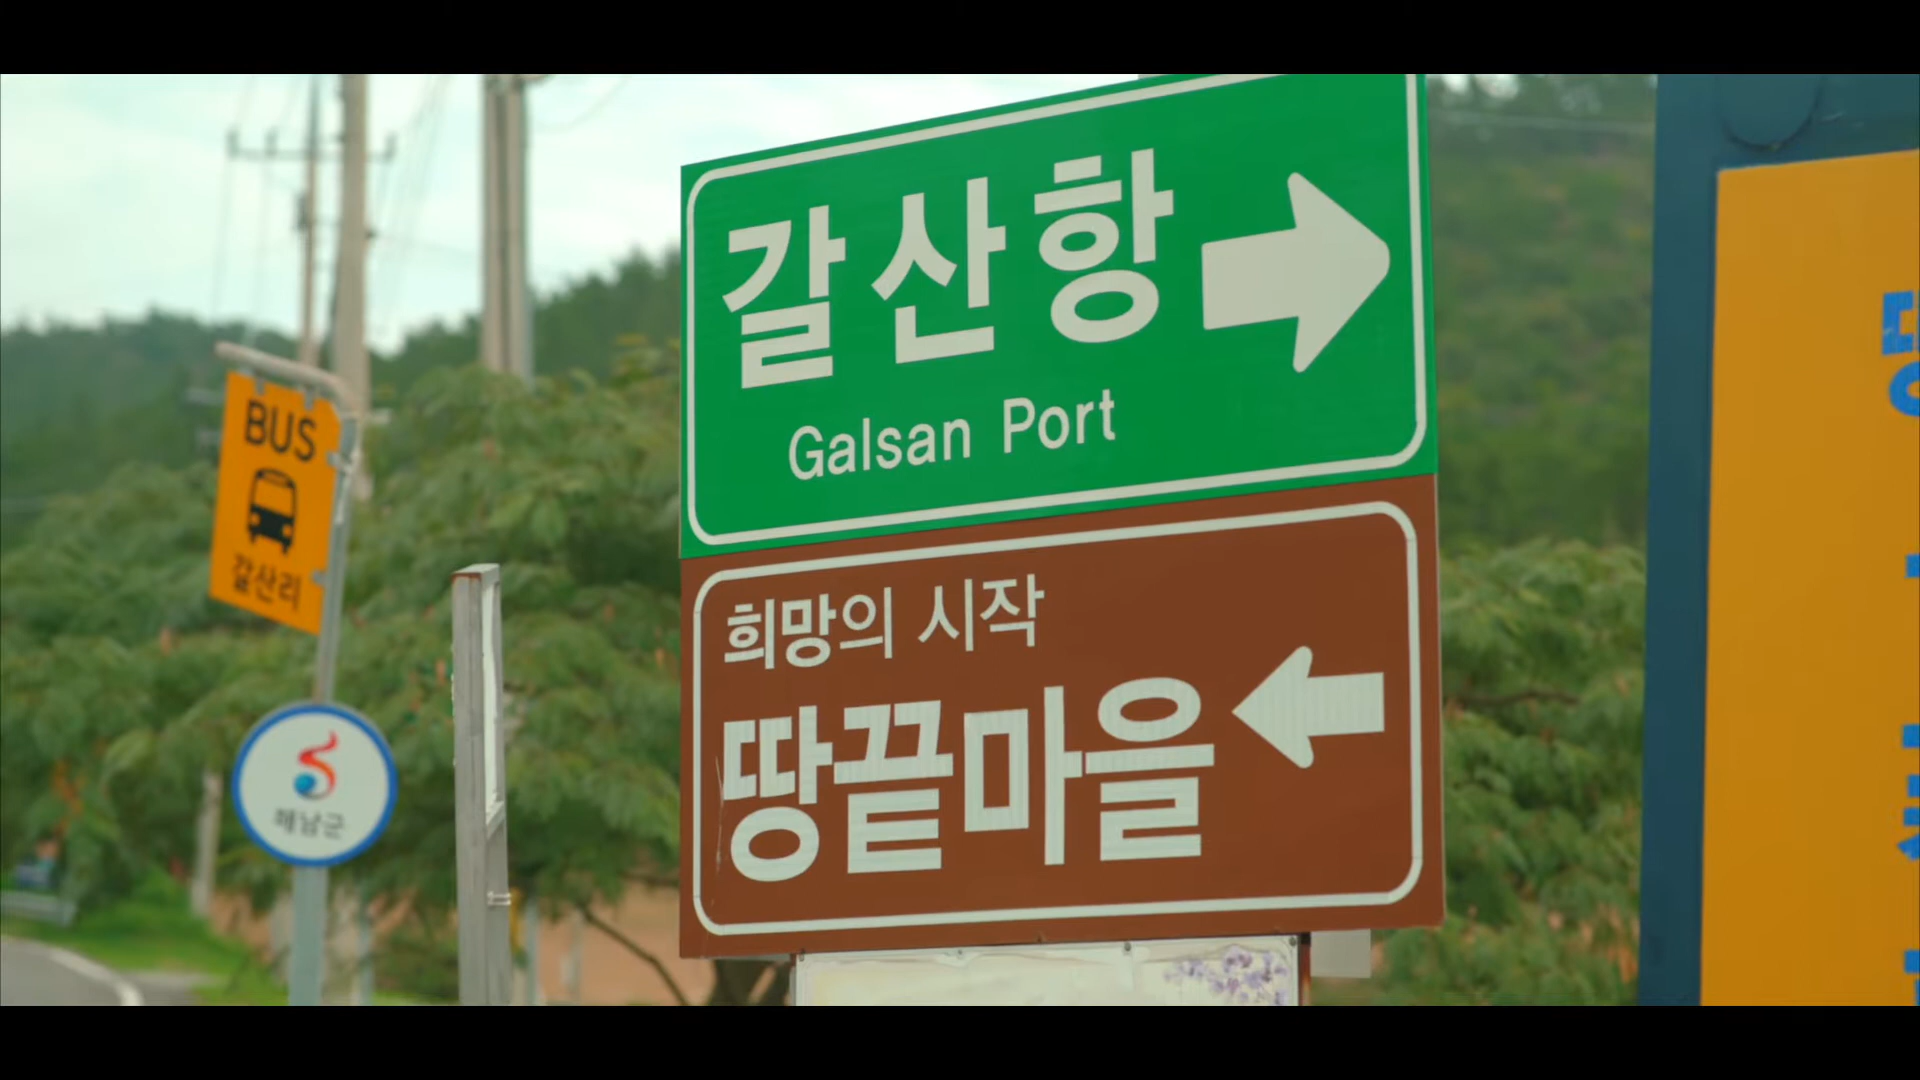 갈산항
Galsan Port
희망의 시작
땅끝마을
BUS
갈산리
해남군